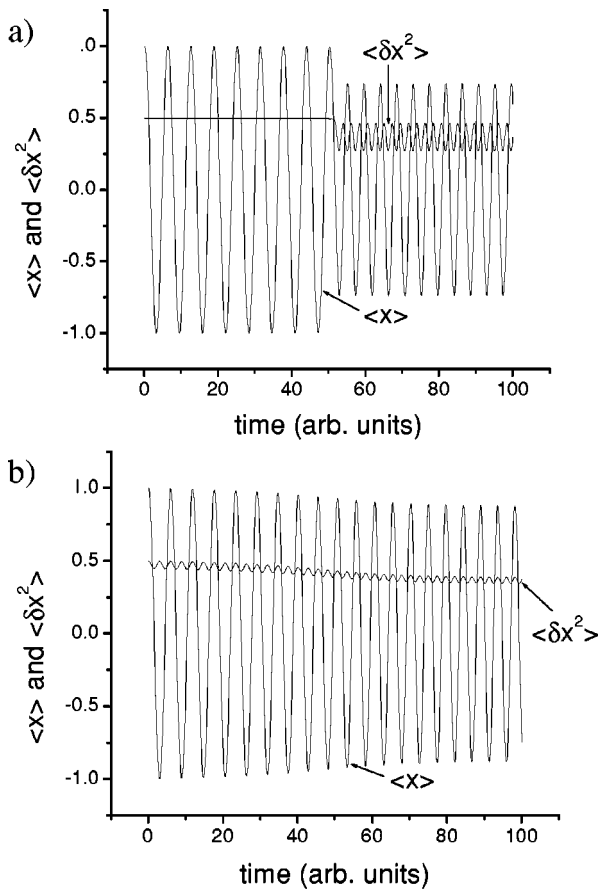 a)
<δx²>
.0
0.5
0.0
-0.5
-1.0
<x> and <δx²>
<x>
0 20 40 60 80 100
time (arb. units)
b)
1.0
0.5
0.0
-0.5
-1.0
<x> and <δx²>
<δx²>
<x>
0 20 40 60 80 100
time (arb. units)